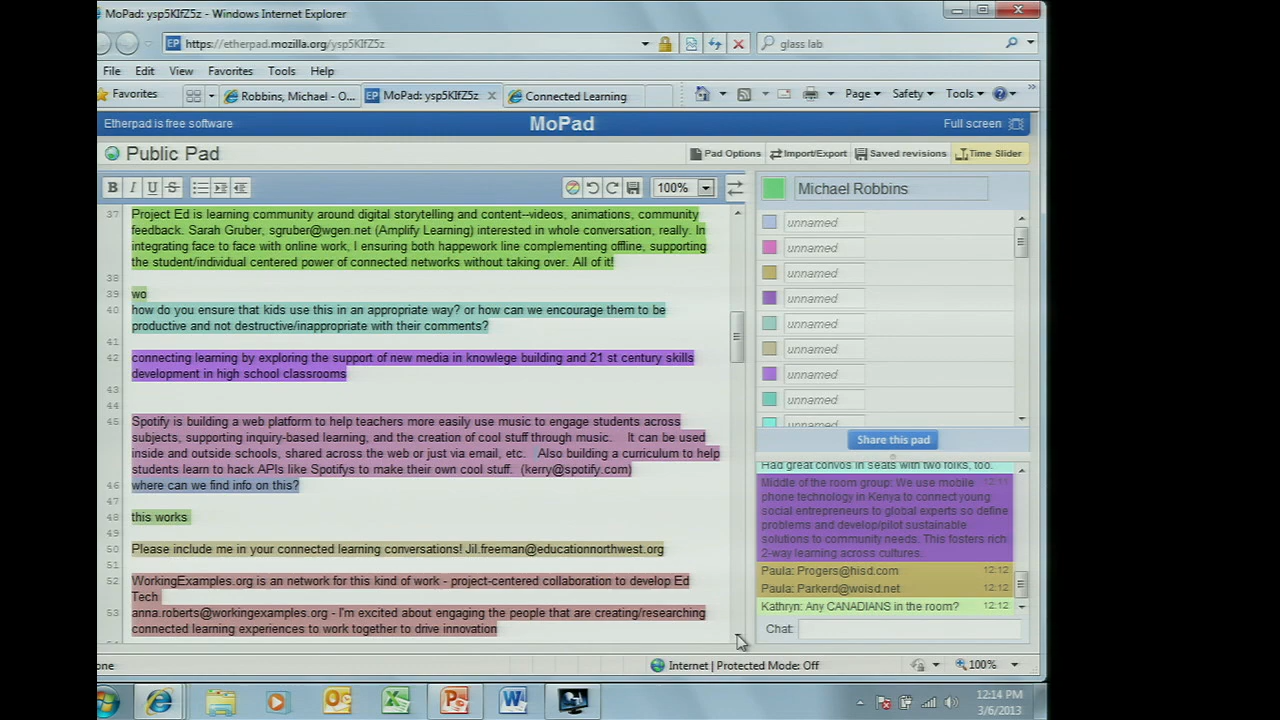 MoPad: ysp5KIfZ5z - Windows Internet Explorer
EP https://etherpad.mozilla.org/ysp5KIfZ5z
glass lab
File Edit View Favorites Tools Help
Favorites
Robbins, Michael - O...
EP MoPad: ysp5KIfZ5z
Connected Learning
Page Safety Tools
Etherpad is free software
MoPad
Full screen
Public Pad
Pad Options Import/Export Saved revisions Time Slider
B I U S
100%
Michael Robbins
37 Project Ed is learning community around digital storytelling and content--videos, animations, community
feedback. Sarah Gruber, sgruber@wgen.net (Amplify Learning) interested in whole conversation, really. In
integrating face to face with online work, I ensuring both happework line complementing offline, supporting
the student/individual centered power of connected networks without taking over. All of it!
38
39 wo
40 how do you ensure that kids use this in an appropriate way? or how can we encourage them to be
productive and not destructive/inappropriate with their comments?
41
42 connecting learning by exploring the support of new media in knowlege building and 21 st century skills
development in high school classrooms
43
44
45 Spotify is building a web platform to help teachers more easily use music to engage students across
subjects, supporting inquiry-based learning, and the creation of cool stuff through music. It can be used
inside and outside schools, shared across the web or just via email, etc. Also building a curriculum to help
students learn to hack APIs like Spotifys to make their own cool stuff. (kerry@spotify.com)
46 where can we find info on this?
47
48 this works
49
50 Please include me in your connected learning conversations! Jil.freeman@educationnorthwest.org
51
52 WorkingExamples.org is an network for this kind of work - project-centered collaboration to develop Ed
Tech
53 anna.roberts@workingexamples.org - I'm excited about engaging the people that are creating/researching
connected learning experiences to work together to drive innovation
unnamed
unnamed
unnamed
unnamed
unnamed
unnamed
unnamed
unnamed
unnamed
Share this pad
Had great convos in seats with two folks, too.
Middle of the room group: We use mobile 12:11
phone technology in Kenya to connect young
social entrepreneurs to global experts so define
problems and develop/pilot sustainable
solutions to community needs. This fosters rich
2-way learning across cultures.
Paula: Progers@hisd.com 12:12
Paula: Parkerd@woisd.net 12:12
Kathryn: Any CANADIANS in the room? 12:12
Chat:
one
Internet | Protected Mode: Off
100%
12:14 PM
3/6/2013